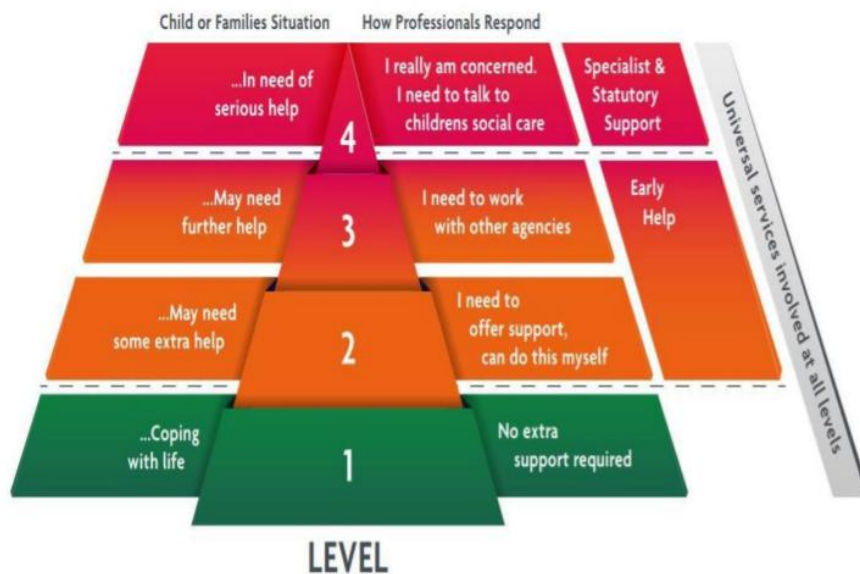 Child or Families Situation
How Professionals Respond
...In need of
serious help
4
I really am concerned.
I need to talk to
childrens social care
Specialist &
Statutory
Support
...May need
further help
3
I need to work
with other agencies
Early
Help
...May need
some extra help
2
I need to
offer support,
can do this myself
...Coping
with life
1
No extra
support required
Universal services involved at all levels
LEVEL